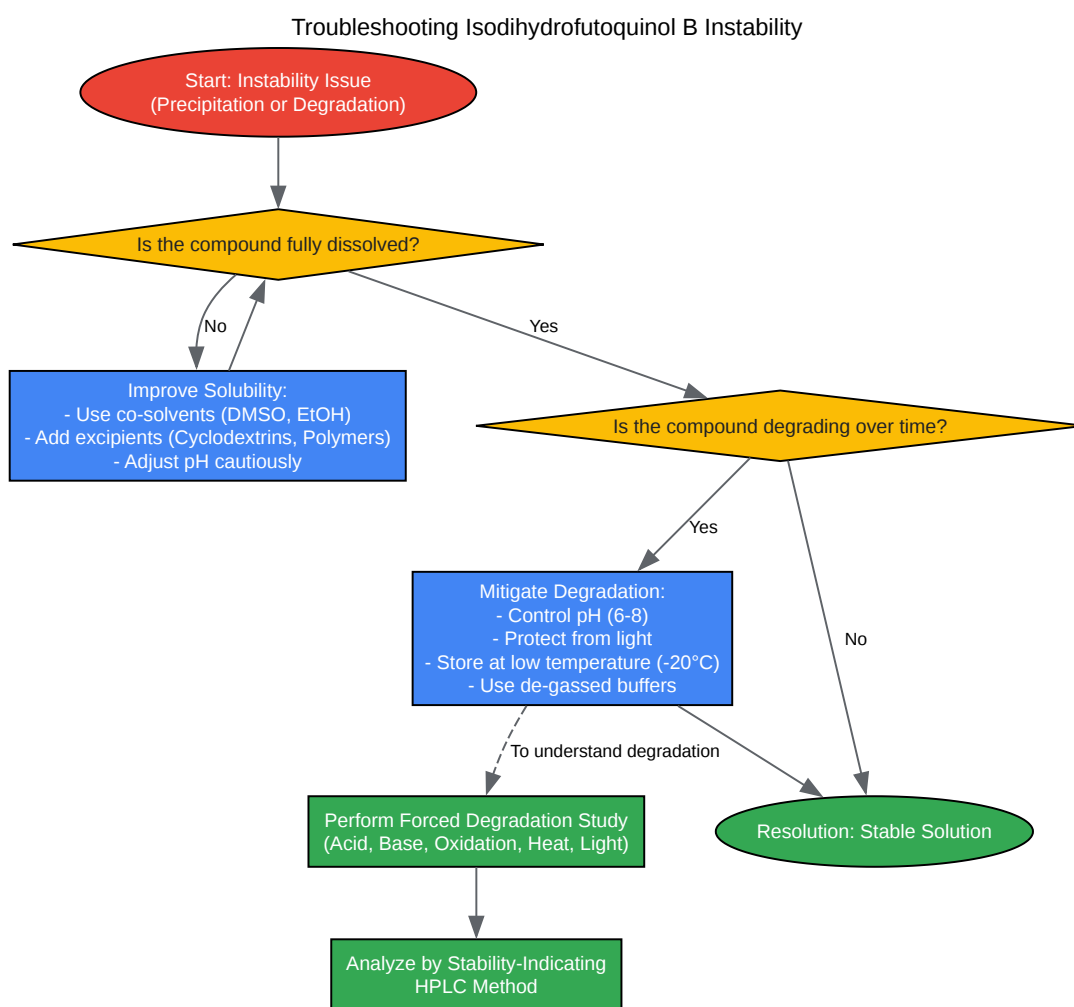 Troubleshooting Isodihydrofutoquinol B Instability
Start: Instability Issue
(Precipitation or Degradation)
Is the compound fully dissolved?
No
Yes
Improve Solubility:
- Use co-solvents (DMSO, EtOH)
- Add excipients (Cyclodextrins, Polymers)
- Adjust pH cautiously
Is the compound degrading over time?
Yes
No
Mitigate Degradation:
- Control pH (6-8)
- Protect from light
- Store at low temperature (-20°C)
- Use de-gassed buffers
To understand degradation
Perform Forced Degradation Study
(Acid, Base, Oxidation, Heat, Light)
Resolution: Stable Solution
Analyze by Stability-Indicating
HPLC Method